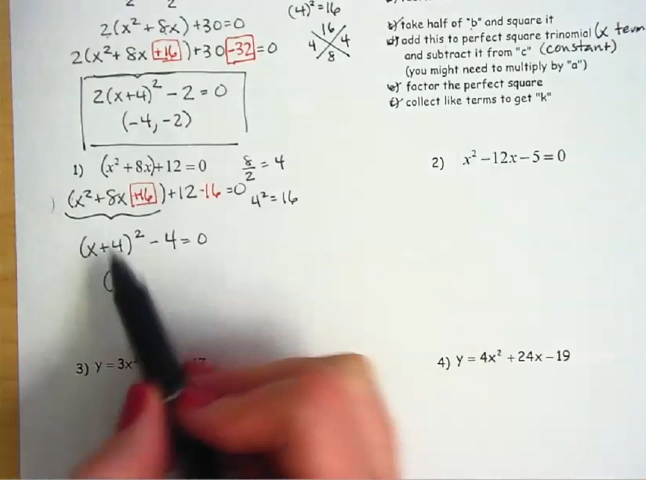 2 2
(4)² = 16
2(x² + 8x) + 30 = 0
2(x² + 8x +16) + 30 -32 = 0
16
4 4
8
2(x+4)² - 2 = 0
(-4, -2)
b) take half of "b" and square it
d) add this to perfect square trinomial (x term
and subtract it from "c" (constant)
(you might need to multiply by "a")
e) factor the perfect square
f) collect like terms to get "k"
1) (x² + 8x) + 12 = 0
8/2 = 4
(x² + 8x +16) + 12 - 16 = 0
4² = 16
(x+4)² - 4 = 0
(
2) x² - 12x - 5 = 0
3) y = 3x
4) y = 4x² + 24x - 19